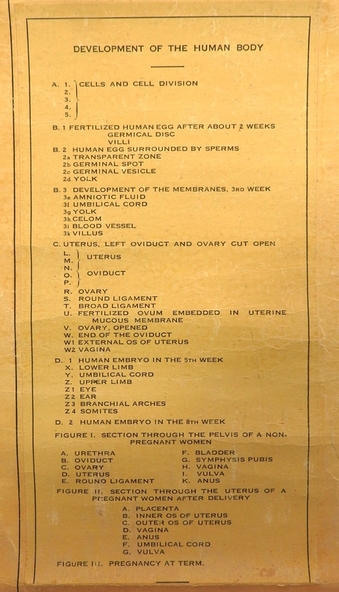 DEVELOPMENT OF THE HUMAN BODY
A. 1. CELLS AND CELL DIVISION
2.
3.
4.
5.
B. 1 FERTILIZED HUMAN EGG AFTER ABOUT 2 WEEKS
GERMICAL DISC
VILLI
B. 2 HUMAN EGG SURROUNDED BY SPERMS
2a TRANSPARENT ZONE
2b GERMINAL SPOT
2c GERMINAL VESICLE
2d YOLK
B. 3 DEVELOPMENT OF THE MEMBRANES, 3RD WEEK
3e AMNIOTIC FLUID
3f UMBILICAL CORD
3g YOLK
3h CELOM
3i BLOOD VESSEL
3k VILLUS
C. UTERUS, LEFT OVIDUCT AND OVARY CUT OPEN
L.
M. UTERUS
N.
O. OVIDUCT
P.
R. OVARY
S. ROUND LIGAMENT
T. BROAD LIGAMENT
U. FERTILIZED OVUM EMBEDDED IN UTERINE
MUCOUS MEMBRANE
V. OVARY, OPENED
W. END OF THE OVIDUCT
W1 EXTERNAL OS OF UTERUS
W2 VAGINA
D. 1 HUMAN EMBRYO IN THE 5TH WEEK
X. LOWER LIMB
Y. UMBILICAL CORD
Z. UPPER LIMB
Z1 EYE
Z2 EAR
Z3 BRANCHIAL ARCHES
Z4 SOMITES
D. 2 HUMAN EMBRYO IN THE 8TH WEEK
FIGURE I. SECTION THROUGH THE PELVIS OF A NON-
PREGNANT WOMEN
A. URETHRA F. BLADDER
B. OVIDUCT G. SYMPHYSIS PUBIS
C. OVARY H. VAGINA
D. UTERUS I. VULVA
E. ROUND LIGAMENT K. ANUS
FIGURE II. SECTION THROUGH THE UTERUS OF A
PREGNANT WOMEN AFTER DELIVERY
A. PLACENTA
B. INNER OS OF UTERUS
C. OUTER OS OF UTERUS
D. VAGINA
E. ANUS
F. UMBILICAL CORD
G. VULVA
FIGURE III. PREGNANCY AT TERM.